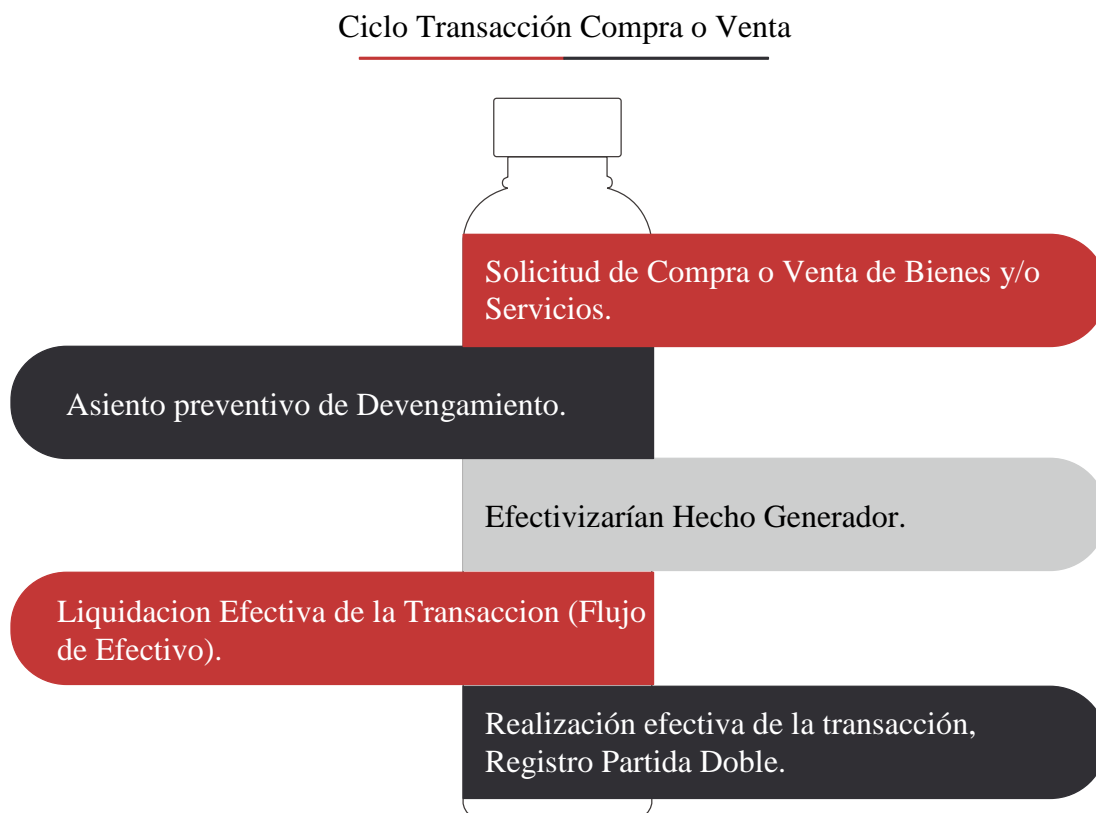 Ciclo Transacción Compra o Venta
Solicitud de Compra o Venta de Bienes y/o
Servicios.
Asiento preventivo de Devengamiento.
Efectivizarían Hecho Generador.
Liquidacion Efectiva de la Transaccion (Flujo
de Efectivo).
Realización efectiva de la transacción,
Registro Partida Doble.